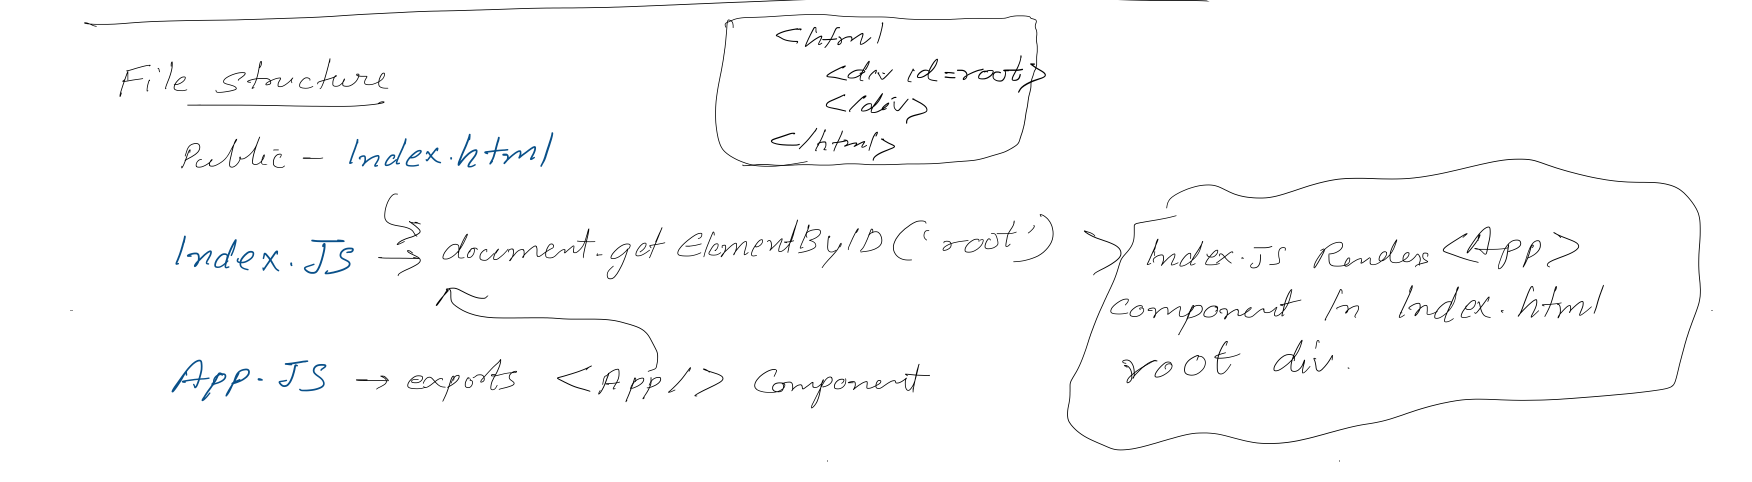 <html
<div id=root>
</div>
</html>
File structure
Public - Index.html
Index.JS → document.getElementByID('root')
Index.JS Renders <App>
component In Index.html
root div.
App.JS → exports <App/> Component